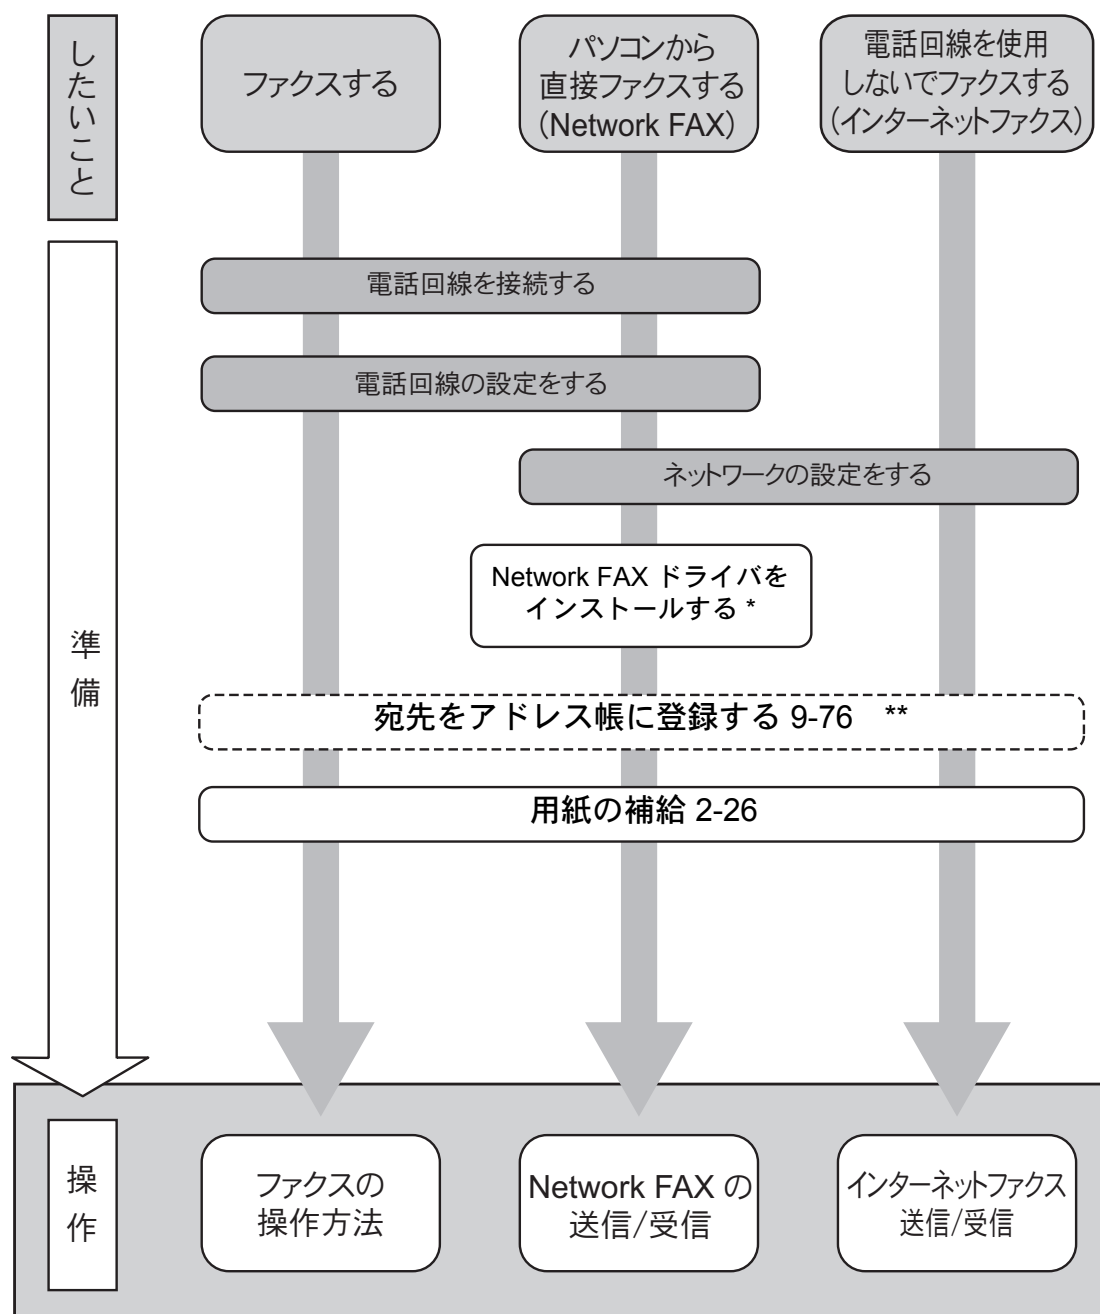 したいこと
ファクスする
パソコンから
直接ファクスする
(Network FAX)
電話回線を使用
しないでファクスする
(インターネットファクス)
準備
電話回線を接続する
電話回線の設定をする
ネットワークの設定をする
Network FAX ドライバを
インストールする *
宛先をアドレス帳に登録する 9-76 **
用紙の補給 2-26
操作
ファクスの
操作方法
Network FAX の
送信/受信
インターネットファクス
送信/受信